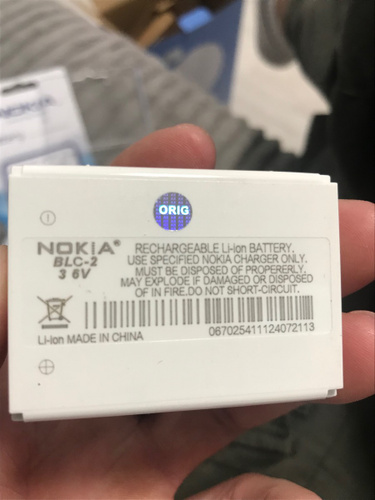 NOKIA
ORIG
NOKIA®
BLC-2
3 6V
RECHARGEABLE Li-ion BATTERY.
USE SPECIFIED NOKIA CHARGER ONLY.
MUST BE DISPOSED OF PROPERERLY.
MAY EXPLODE IF DAMAGED OR DISPOSED
OF IN FIRE.DO NOT SHORT-CIRCUIT.
067025411124072113
Li-ion MADE IN CHINA